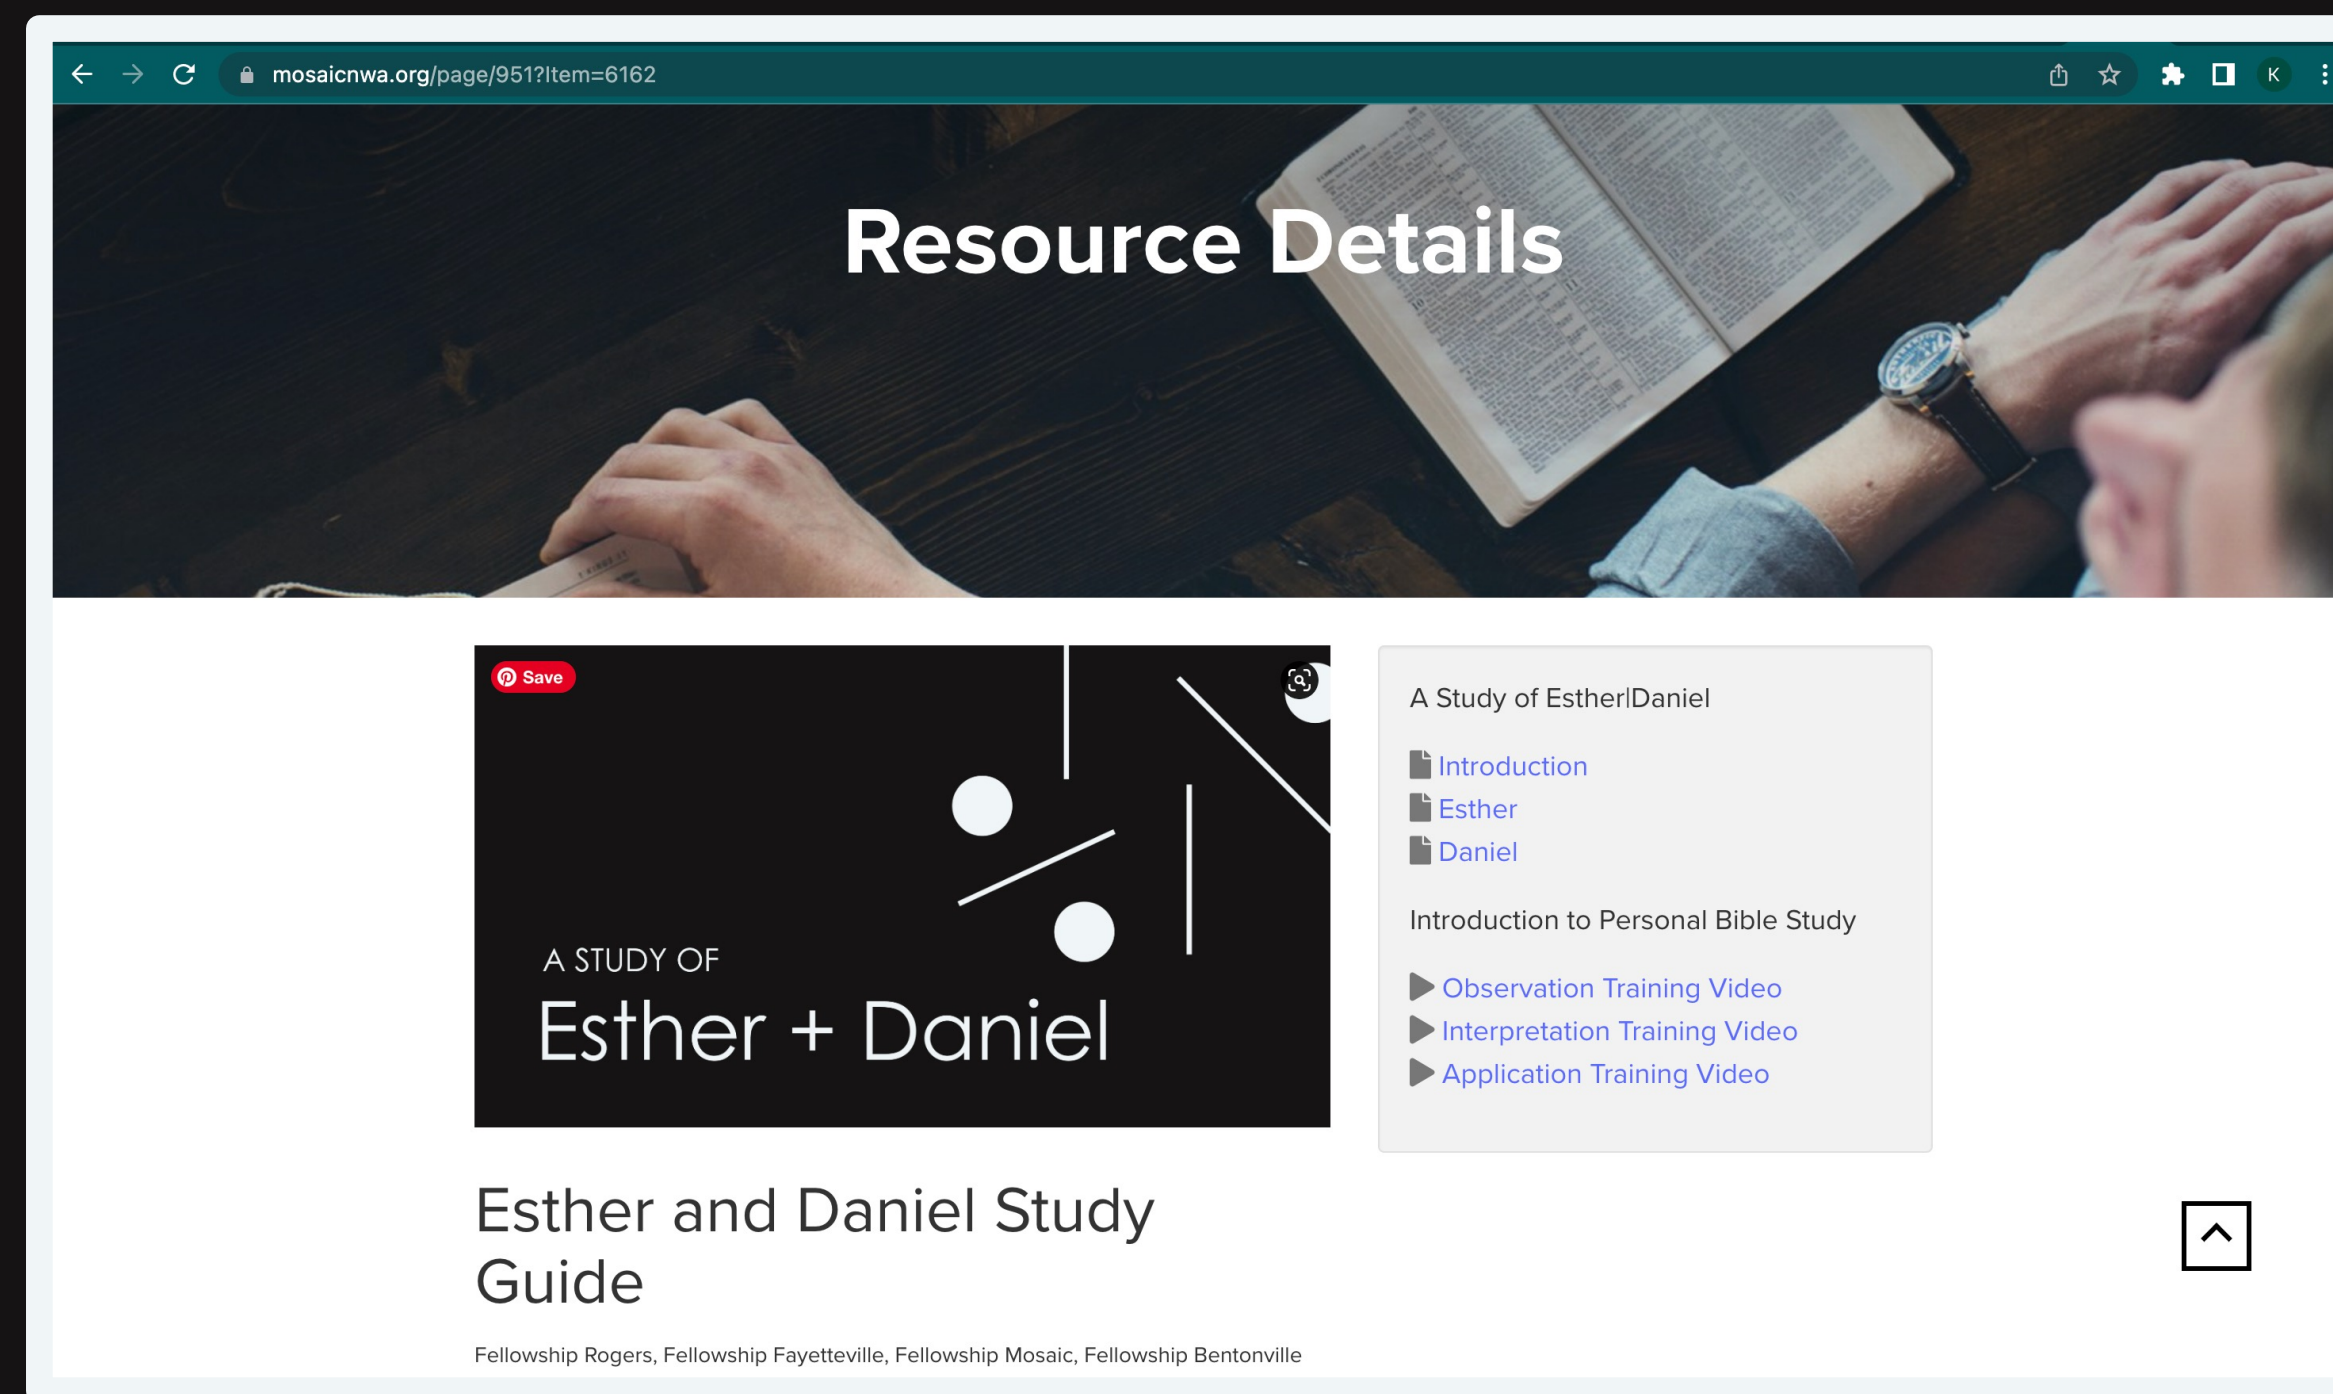 mosaicnwa.org/page/951?Item=6162
K
Resource Details
Save
A STUDY OF
Esther + Daniel
A Study of Esther|Daniel
Introduction
Esther
Daniel
Introduction to Personal Bible Study
Observation Training Video
Interpretation Training Video
Application Training Video
Esther and Daniel Study
Guide
Fellowship Rogers, Fellowship Fayetteville, Fellowship Mosaic, Fellowship Bentonville